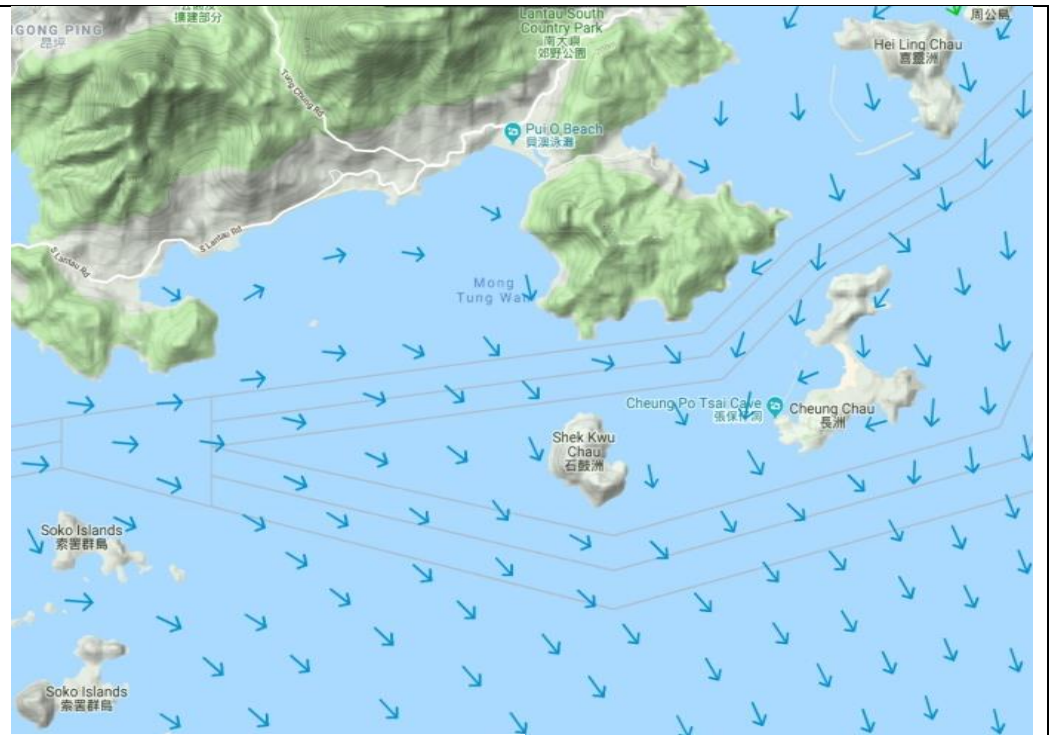 擴建部分
Lantau South
Country Park
南大嶼
郊野公園
周公島
Hei Ling Chau
喜靈洲
GONG PING
昂坪
Tung Chung Rd
Pui O Beach
貝澳泳灘
S Lantau Rd
S Lantau Rd
Mong
Tung Wan
Cheung Po Tsai Cave
張保仔洞
Cheung Chau
長洲
Shek Kwu
Chau
石鼓洲
Soko Islands
索罟群島
Soko Islands
索罟群島